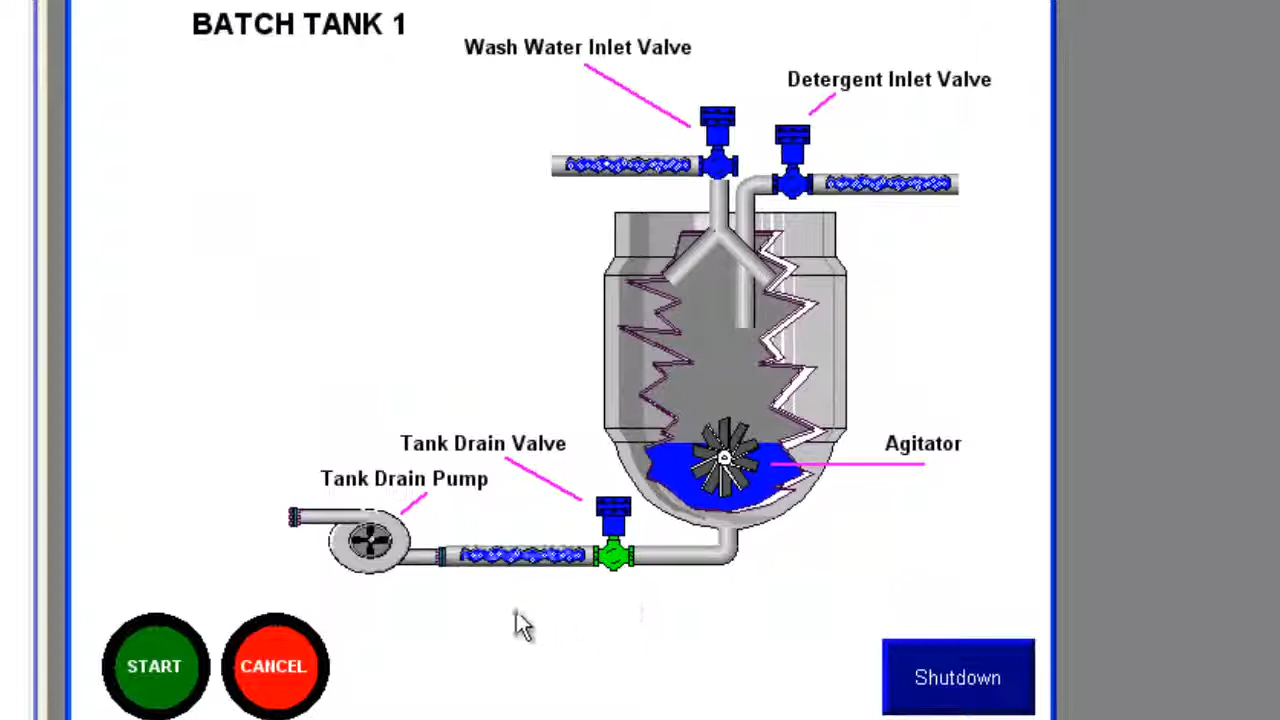 BATCH TANK 1
Wash Water Inlet Valve
Detergent Inlet Valve
Tank Drain Valve
Agitator
Tank Drain Pump
START
CANCEL
Shutdown